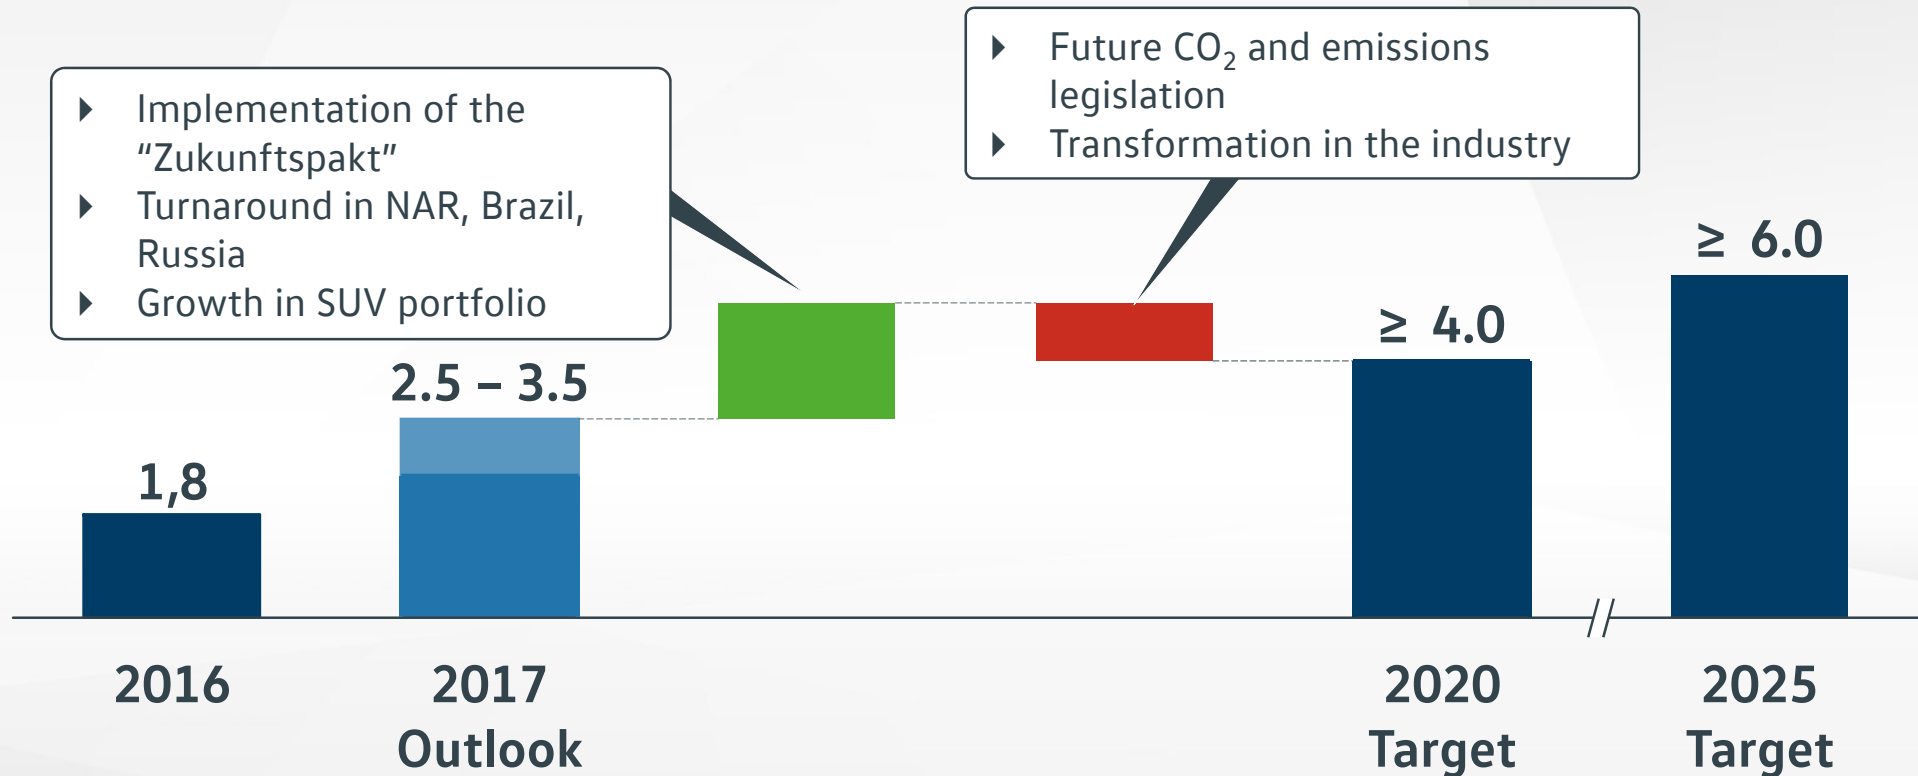 Implementation of the
“Zukunftspakt”
Turnaround in NAR, Brazil,
Russia
Growth in SUV portfolio
Future CO₂ and emissions
legislation
Transformation in the industry
1,8
2.5 – 3.5
≥ 4.0
≥ 6.0
2016
2017
Outlook
2020
Target
2025
Target